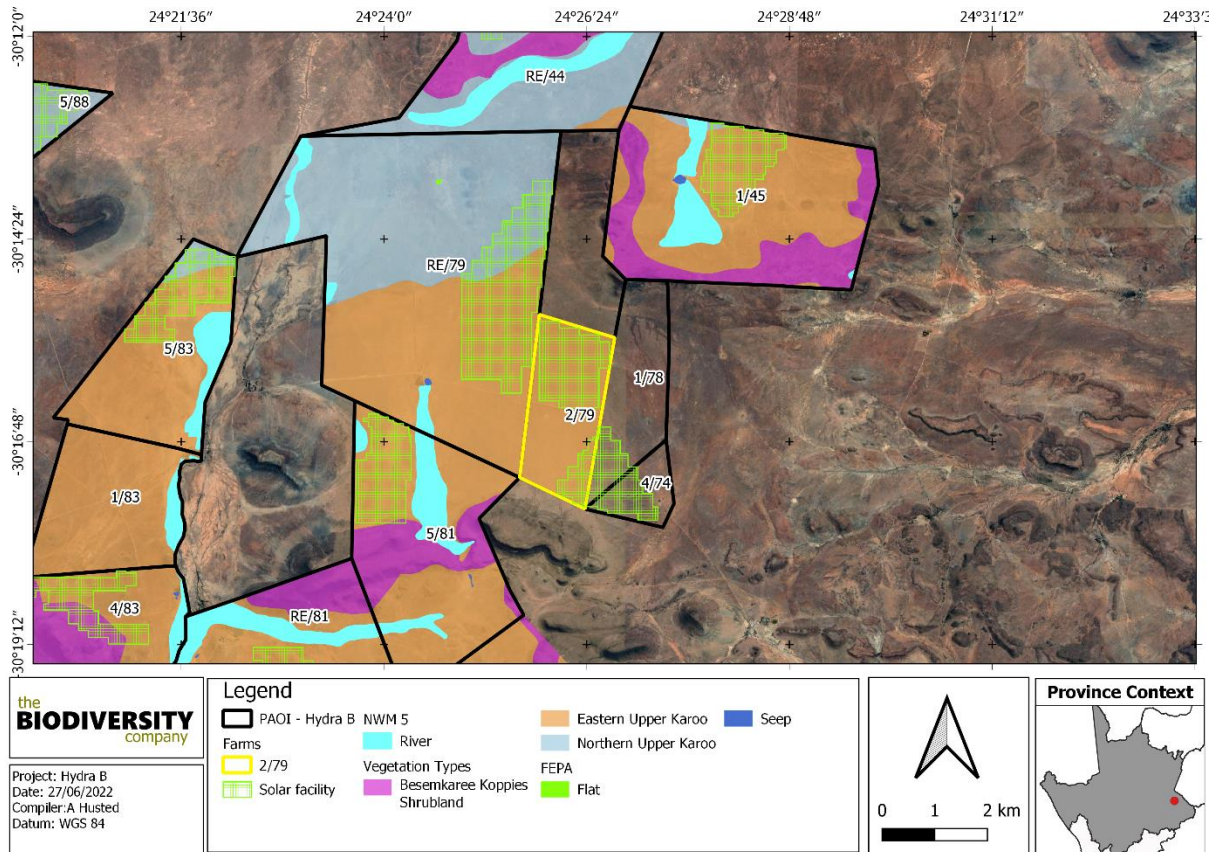 24°21'36" 24°24'0" 24°26'24" 24°28'48" 24°31'12"
-30°12'0"
-30°14'24"
-30°16'48"
-30°19'12"
RE/44
5/88
1/45
RE/79
5/83
1/78
2/79
4/74
1/83
5/81
4/83
RE/81
the
BIODIVERSITY
company
Project: Hydra B
Date: 27/06/2022
Compiler:A Husted
Datum: WGS 84
Legend
PAOI - Hydra B
Farms
2/79
Solar facility
NWM 5
River
Vegetation Types
Besemkaree Koppies
Shrubland
Eastern Upper Karoo
Northern Upper Karoo
FEPA
Flat
Seep
0 1 2 km
Province Context